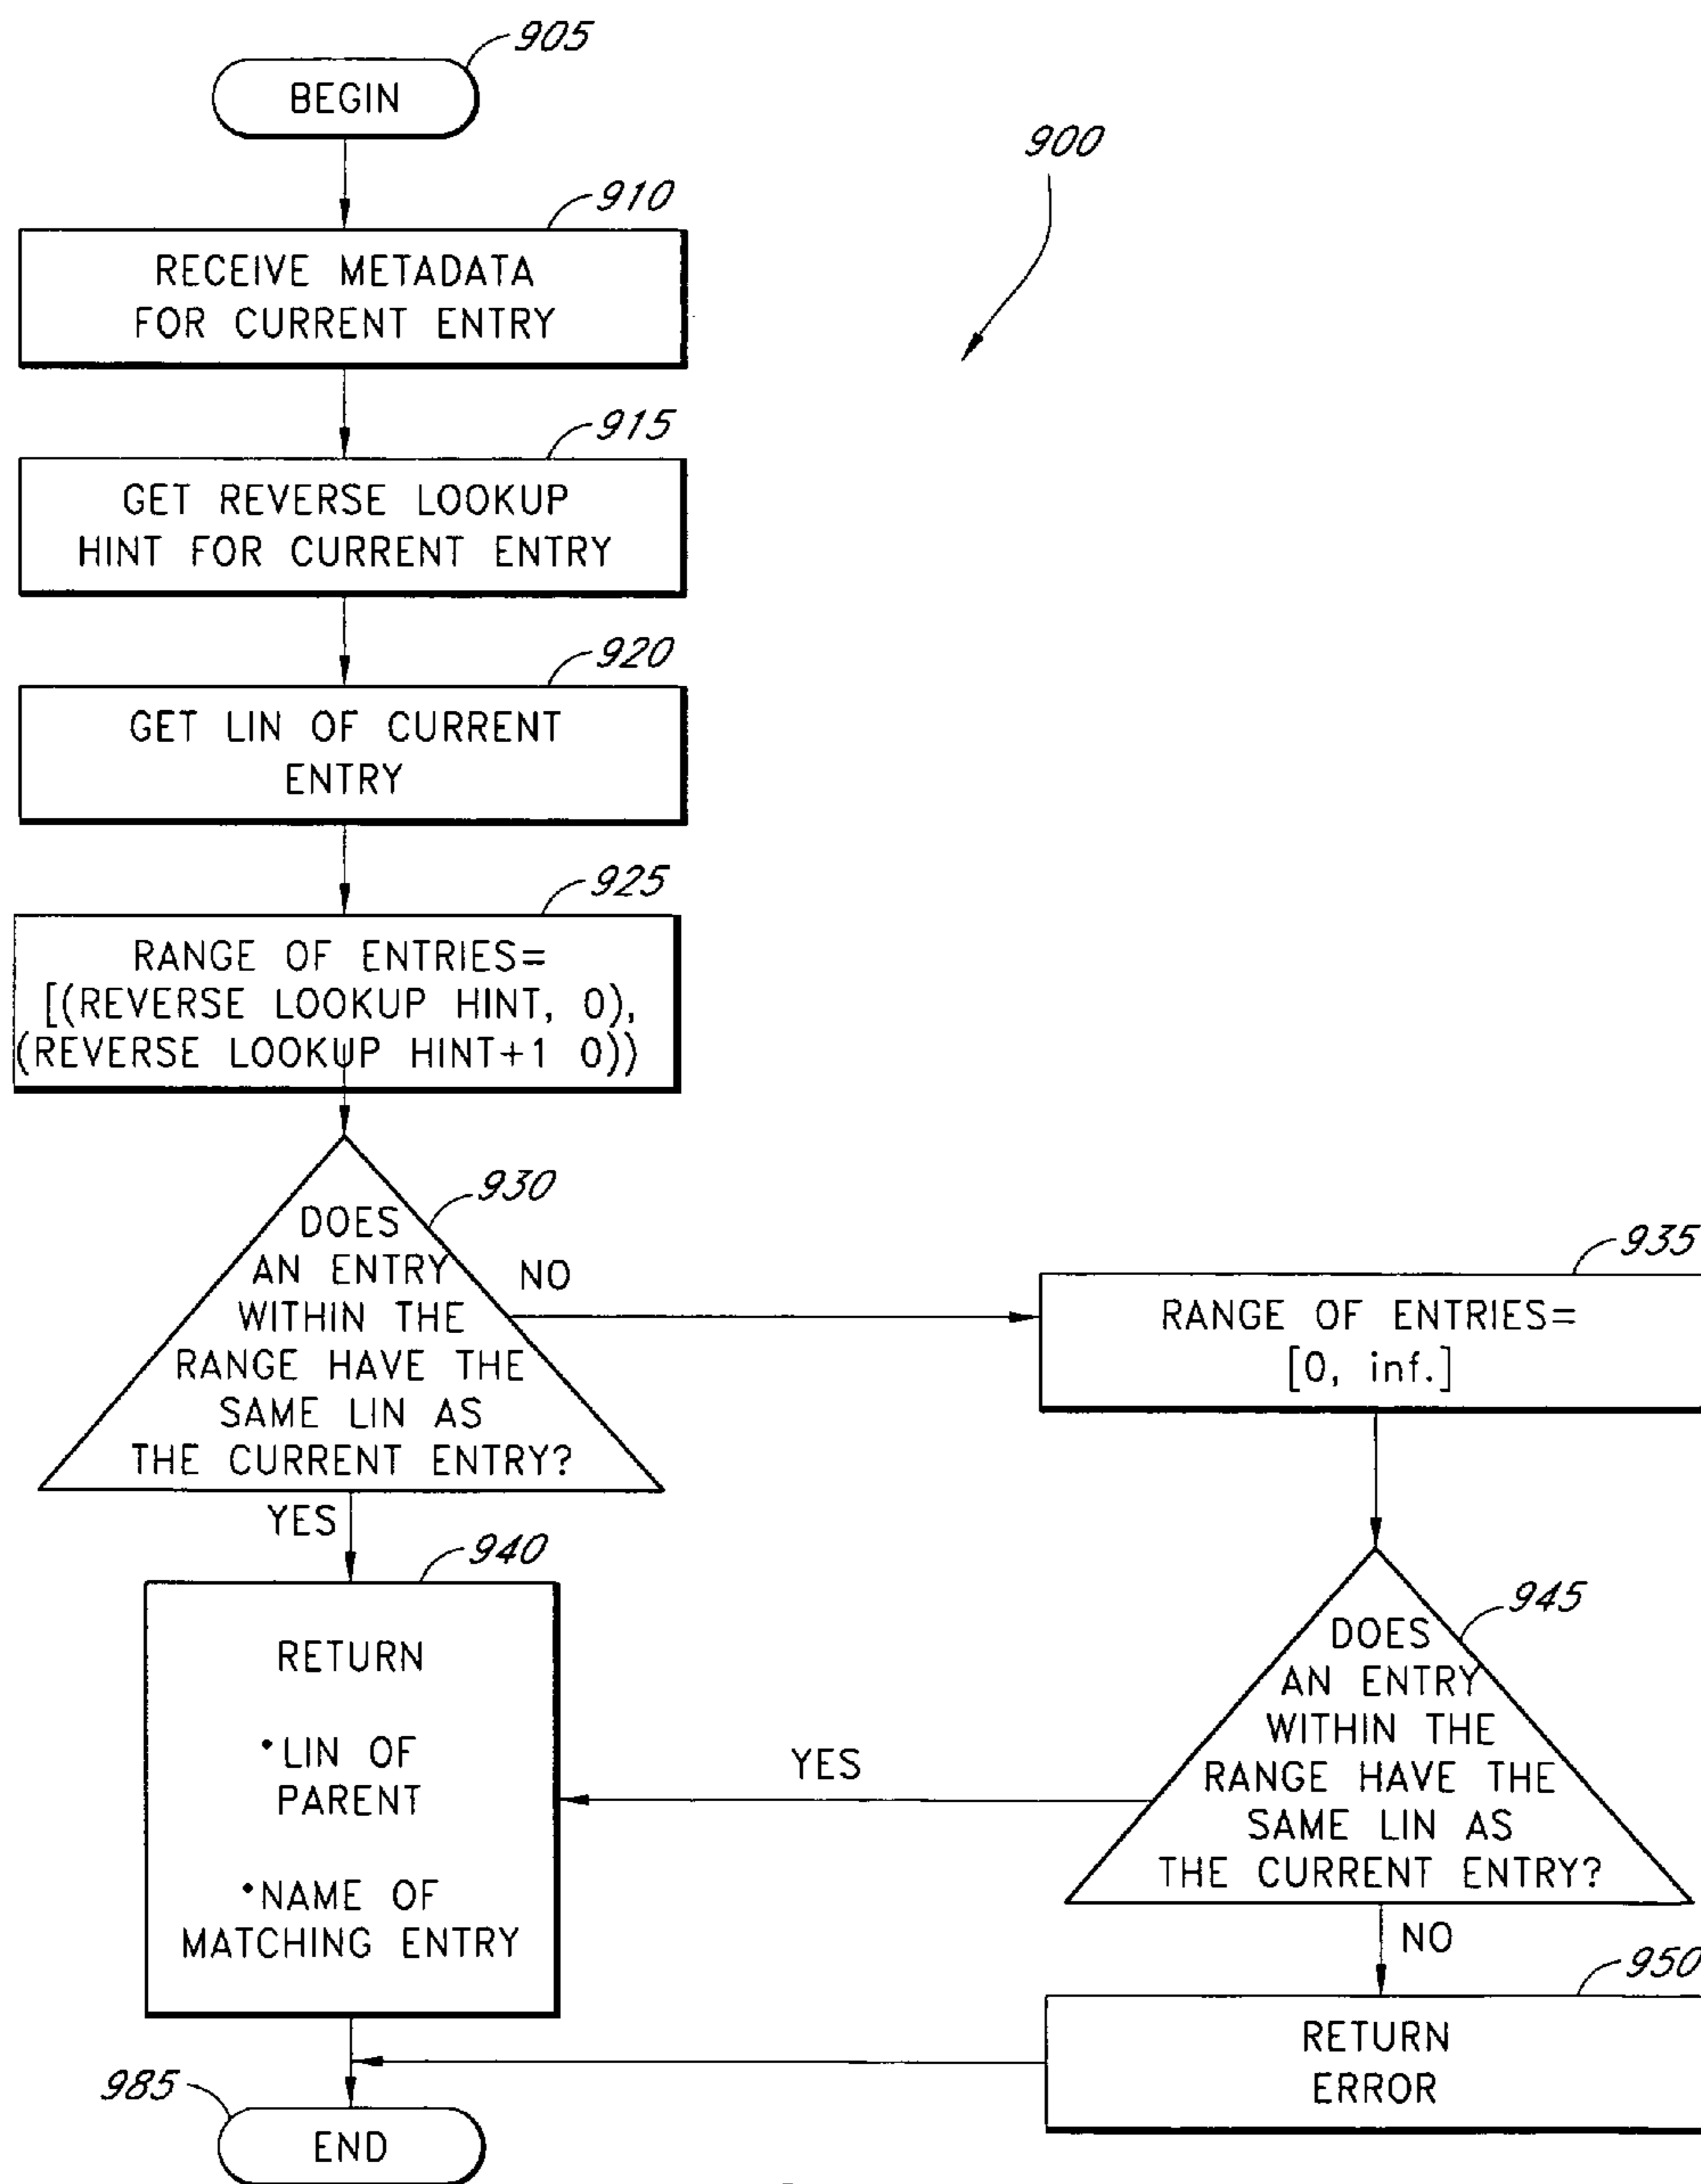 905
BEGIN
900
910
RECEIVE METADATA
FOR CURRENT ENTRY
915
GET REVERSE LOOKUP
HINT FOR CURRENT ENTRY
920
GET LIN OF CURRENT
ENTRY
925
RANGE OF ENTRIES=
[(REVERSE LOOKUP HINT, 0),
(REVERSE LOOKUP HINT+1 0))
930
DOES
AN ENTRY
WITHIN THE
RANGE HAVE THE
SAME LIN AS
THE CURRENT ENTRY?
NO
935
RANGE OF ENTRIES=
[0, inf.]
YES
940
RETURN
•LIN OF
PARENT
•NAME OF
MATCHING ENTRY
945
DOES
AN ENTRY
WITHIN THE
RANGE HAVE THE
SAME LIN AS
THE CURRENT ENTRY?
YES
NO
950
RETURN
ERROR
985
END